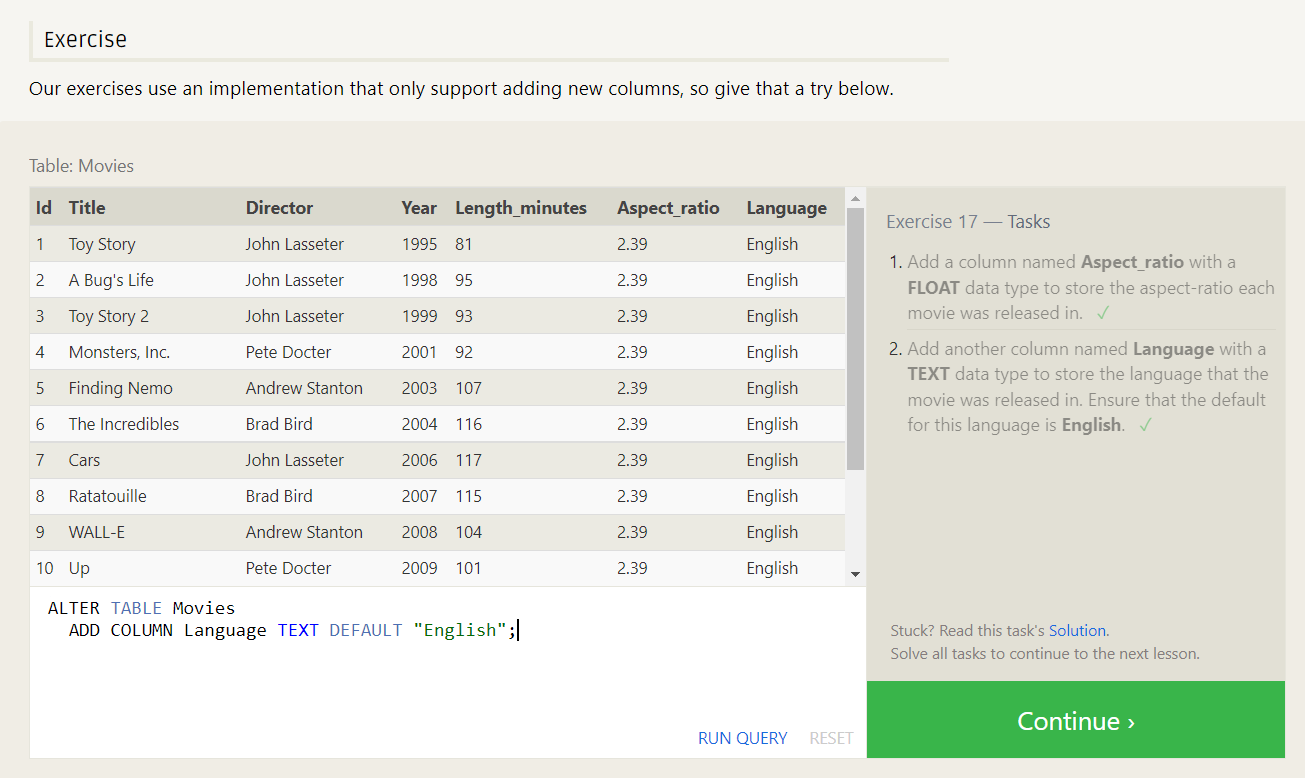 Exercise
Our exercises use an implementation that only support adding new columns, so give that a try below.
Table: Movies
Id Title Director Year Length_minutes Aspect_ratio Language
1 Toy Story John Lasseter 1995 81 2.39 English
2 A Bug's Life John Lasseter 1998 95 2.39 English
3 Toy Story 2 John Lasseter 1999 93 2.39 English
4 Monsters, Inc. Pete Docter 2001 92 2.39 English
5 Finding Nemo Andrew Stanton 2003 107 2.39 English
6 The Incredibles Brad Bird 2004 116 2.39 English
7 Cars John Lasseter 2006 117 2.39 English
8 Ratatouille Brad Bird 2007 115 2.39 English
9 WALL-E Andrew Stanton 2008 104 2.39 English
10 Up Pete Docter 2009 101 2.39 English
ALTER TABLE Movies
ADD COLUMN Language TEXT DEFAULT "English";
RUN QUERY RESET
Exercise 17 — Tasks
1. Add a column named Aspect_ratio with a
FLOAT data type to store the aspect-ratio each
movie was released in. ✓
2. Add another column named Language with a
TEXT data type to store the language that the
movie was released in. Ensure that the default
for this language is English. ✓
Stuck? Read this task's Solution.
Solve all tasks to continue to the next lesson.
Continue ›